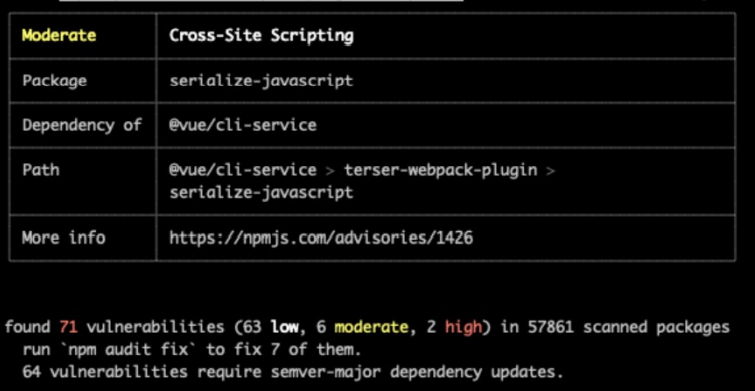 Moderate Cross-Site Scripting
Package serialize-javascript
Dependency of @vue/cli-service
Path @vue/cli-service > terser-webpack-plugin >
serialize-javascript
More info https://npmjs.com/advisories/1426
found 71 vulnerabilities (63 low, 6 moderate, 2 high) in 57861 scanned packages
run `npm audit fix` to fix 7 of them.
64 vulnerabilities require semver-major dependency updates.